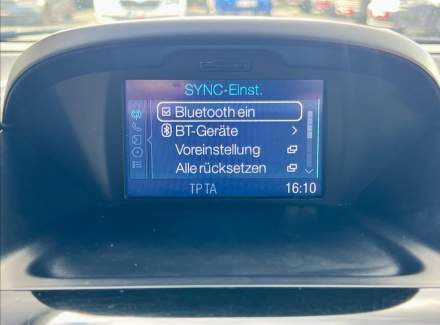 SYNC-Einst.
Bluetooth ein
BT-Geräte
Voreinstellung
Alle rücksetzen
TP TA 16:10